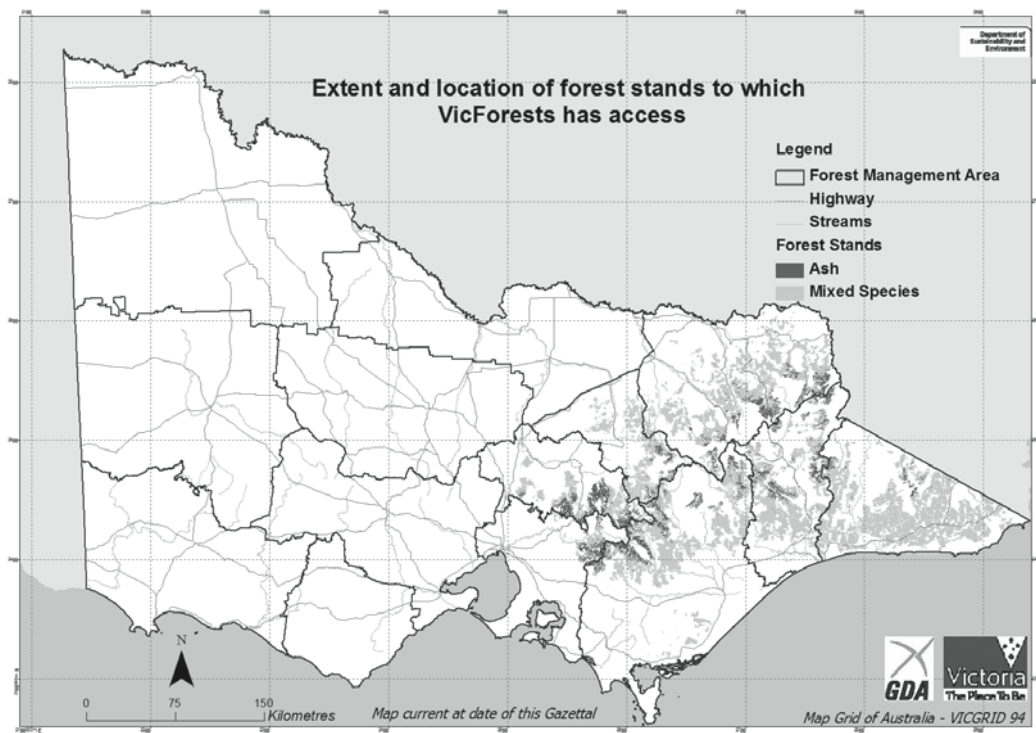 Department of
Sustainability and
Environment
Extent and location of forest stands to which
VicForests has access
Legend
Forest Management Area
Highway
Streams
Forest Stands
Ash
Mixed Species
N
0 75 150
Kilometres
Map current at date of this Gazettal
GDA
Victoria
The Place To Be
Map Grid of Australia - VICGRID 94